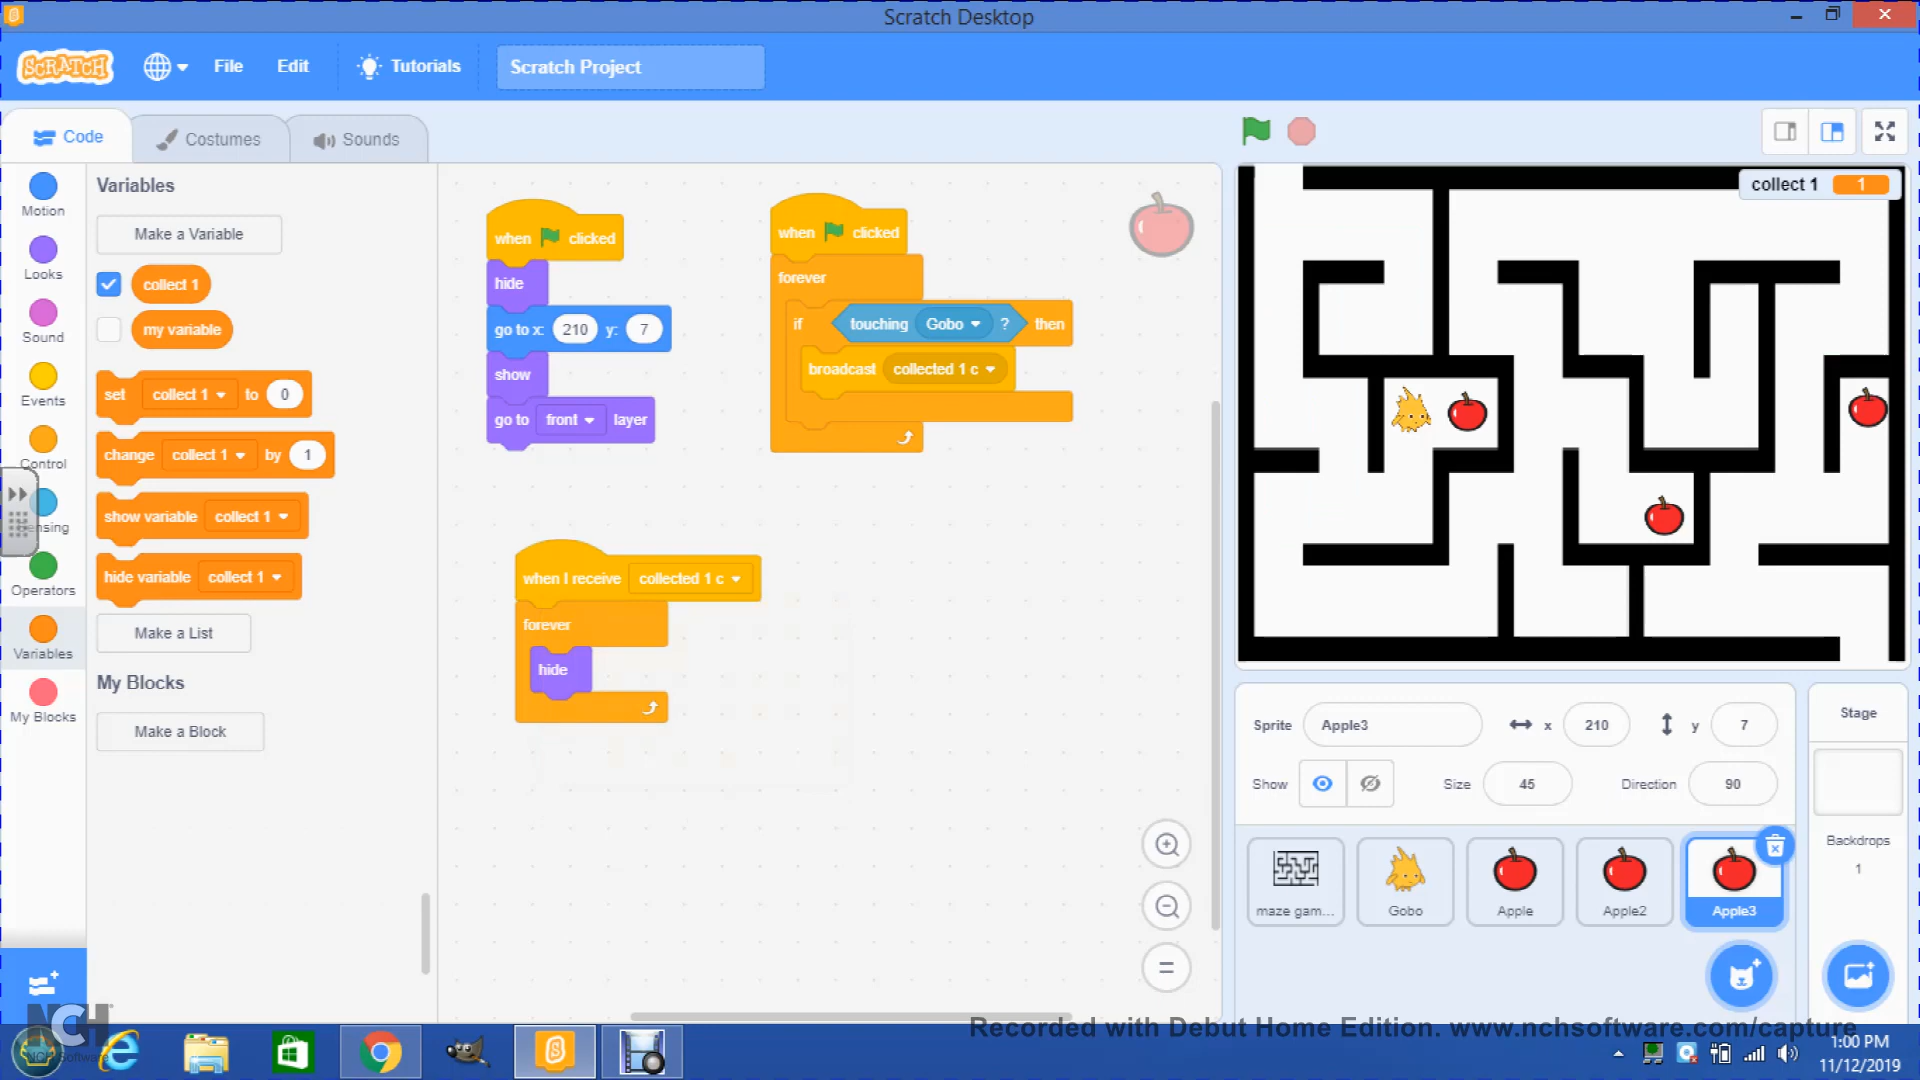 Scratch Desktop
SCRATCH
File
Edit
Tutorials
Scratch Project
Code
Costumes
Sounds
Motion
Looks
Sound
Events
Control
ensing
Operators
Variables
My Blocks
Variables
Make a Variable
collect 1
my variable
set collect 1 to 0
change collect 1 by 1
show variable collect 1
hide variable collect 1
Make a List
My Blocks
Make a Block
when clicked
hide
go to x: 210 y: 7
show
go to front layer
when clicked
forever
if touching Gobo ? then
broadcast collected 1 c
when I receive collected 1 c
forever
hide
collect 1 1
Sprite Apple3 x 210 y 7
Show Size 45 Direction 90
maze gam...
Gobo
Apple
Apple2
Apple3
Stage
Backdrops
1
NCH
NCH Software
Recorded with Debut Home Edition. www.nchsoftware.com/capture
1:00 PM
11/12/2019